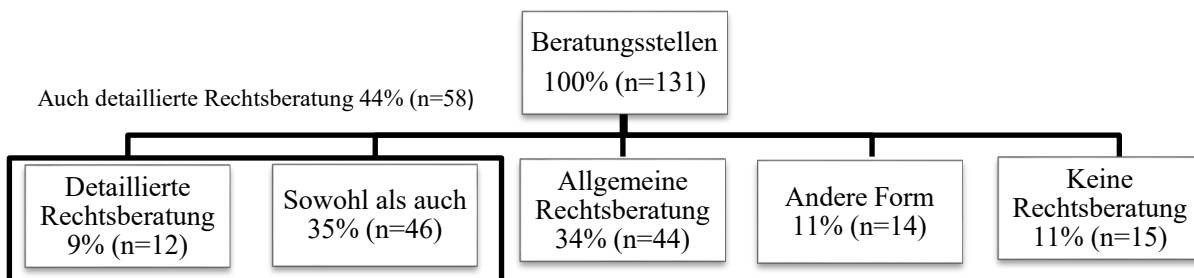 Beratungsstellen
100% (n=131)
Auch detaillierte Rechtsberatung 44% (n=58)
Detaillierte
Rechtsberatung
9% (n=12)
Sowohl als auch
35% (n=46)
Allgemeine
Rechtsberatung
34% (n=44)
Andere Form
11% (n=14)
Keine
Rechtsberatung
11% (n=15)